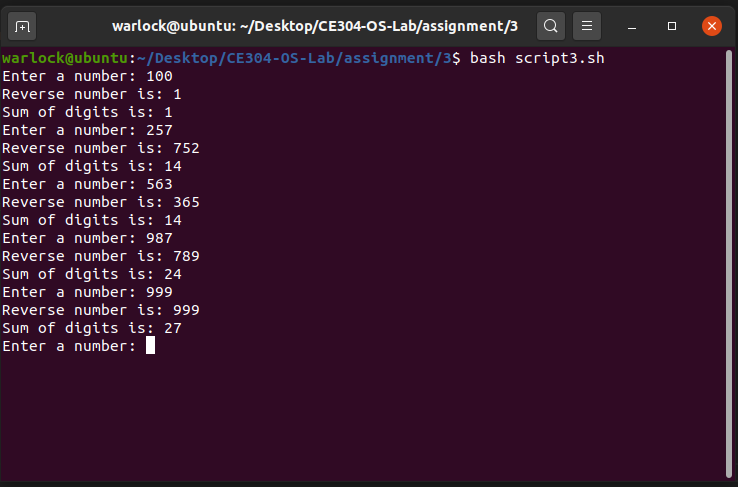 warlock@ubuntu: ~/Desktop/CE304-OS-Lab/assignment/3
warlock@ubuntu:~/Desktop/CE304-OS-Lab/assignment/3$ bash script3.sh
Enter a number: 100
Reverse number is: 1
Sum of digits is: 1
Enter a number: 257
Reverse number is: 752
Sum of digits is: 14
Enter a number: 563
Reverse number is: 365
Sum of digits is: 14
Enter a number: 987
Reverse number is: 789
Sum of digits is: 24
Enter a number: 999
Reverse number is: 999
Sum of digits is: 27
Enter a number: